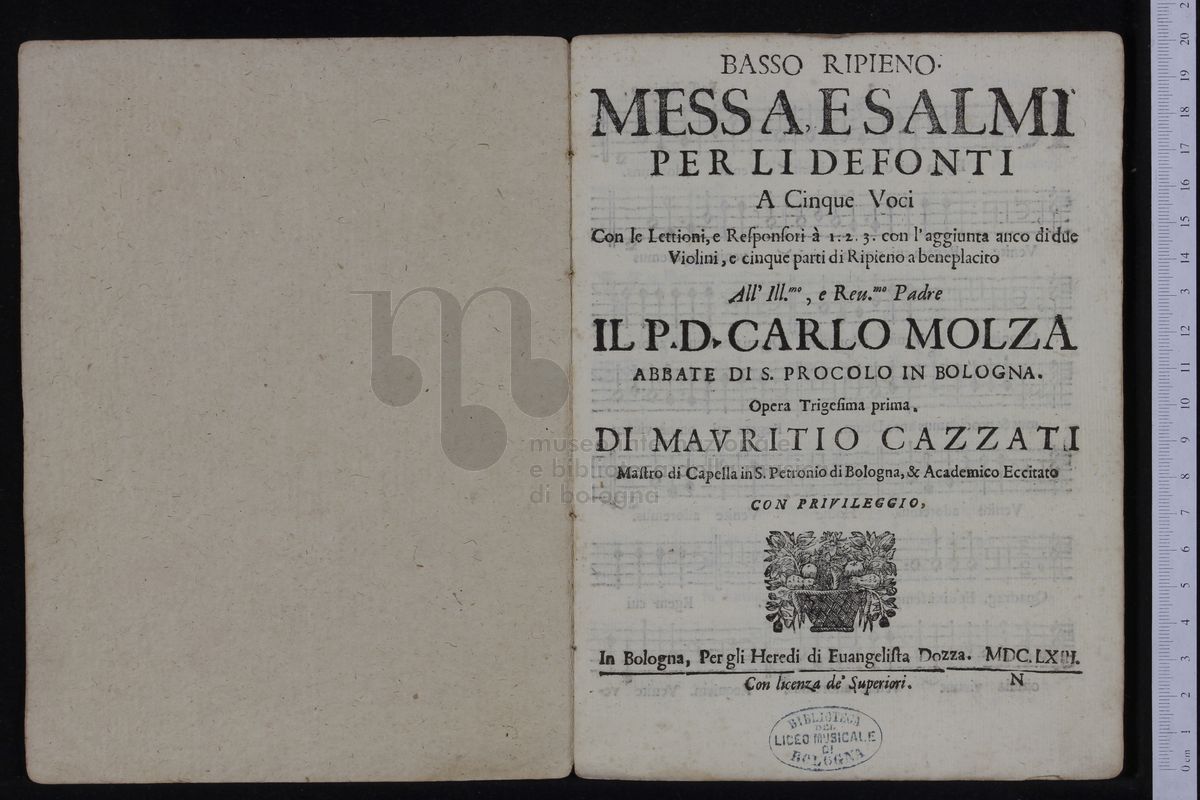 BASSO RIPIENO.
MESSA, E SALMI
PER LI DEFONTI
A Cinque Voci
Con le Lettioni, e Responsori à 1. 2. 3. con l'aggiunta anco di due
Violini, e cinque parti di Ripieno a beneplacito
All' Ill.mo, e Reu.mo Padre
IL P. D. CARLO MOLZA
ABBATE DI S. PROCOLO IN BOLOGNA.
Opera Trigesima prima.
DI MAVRITIO CAZZATI
Mastro di Capella in S. Petronio di Bologna, & Academico Eccitato
CON PRIVILEGGIO,
In Bologna, Per gli Heredi di Euangelista Dozza. MDC. LXIII.
Con licenza de' Superiori.
N
BIBLIOTECA
DEL
LICEO MUSICALE
DI
BOLOGNA
museo internazionale
e biblioteca della musica
di bologna